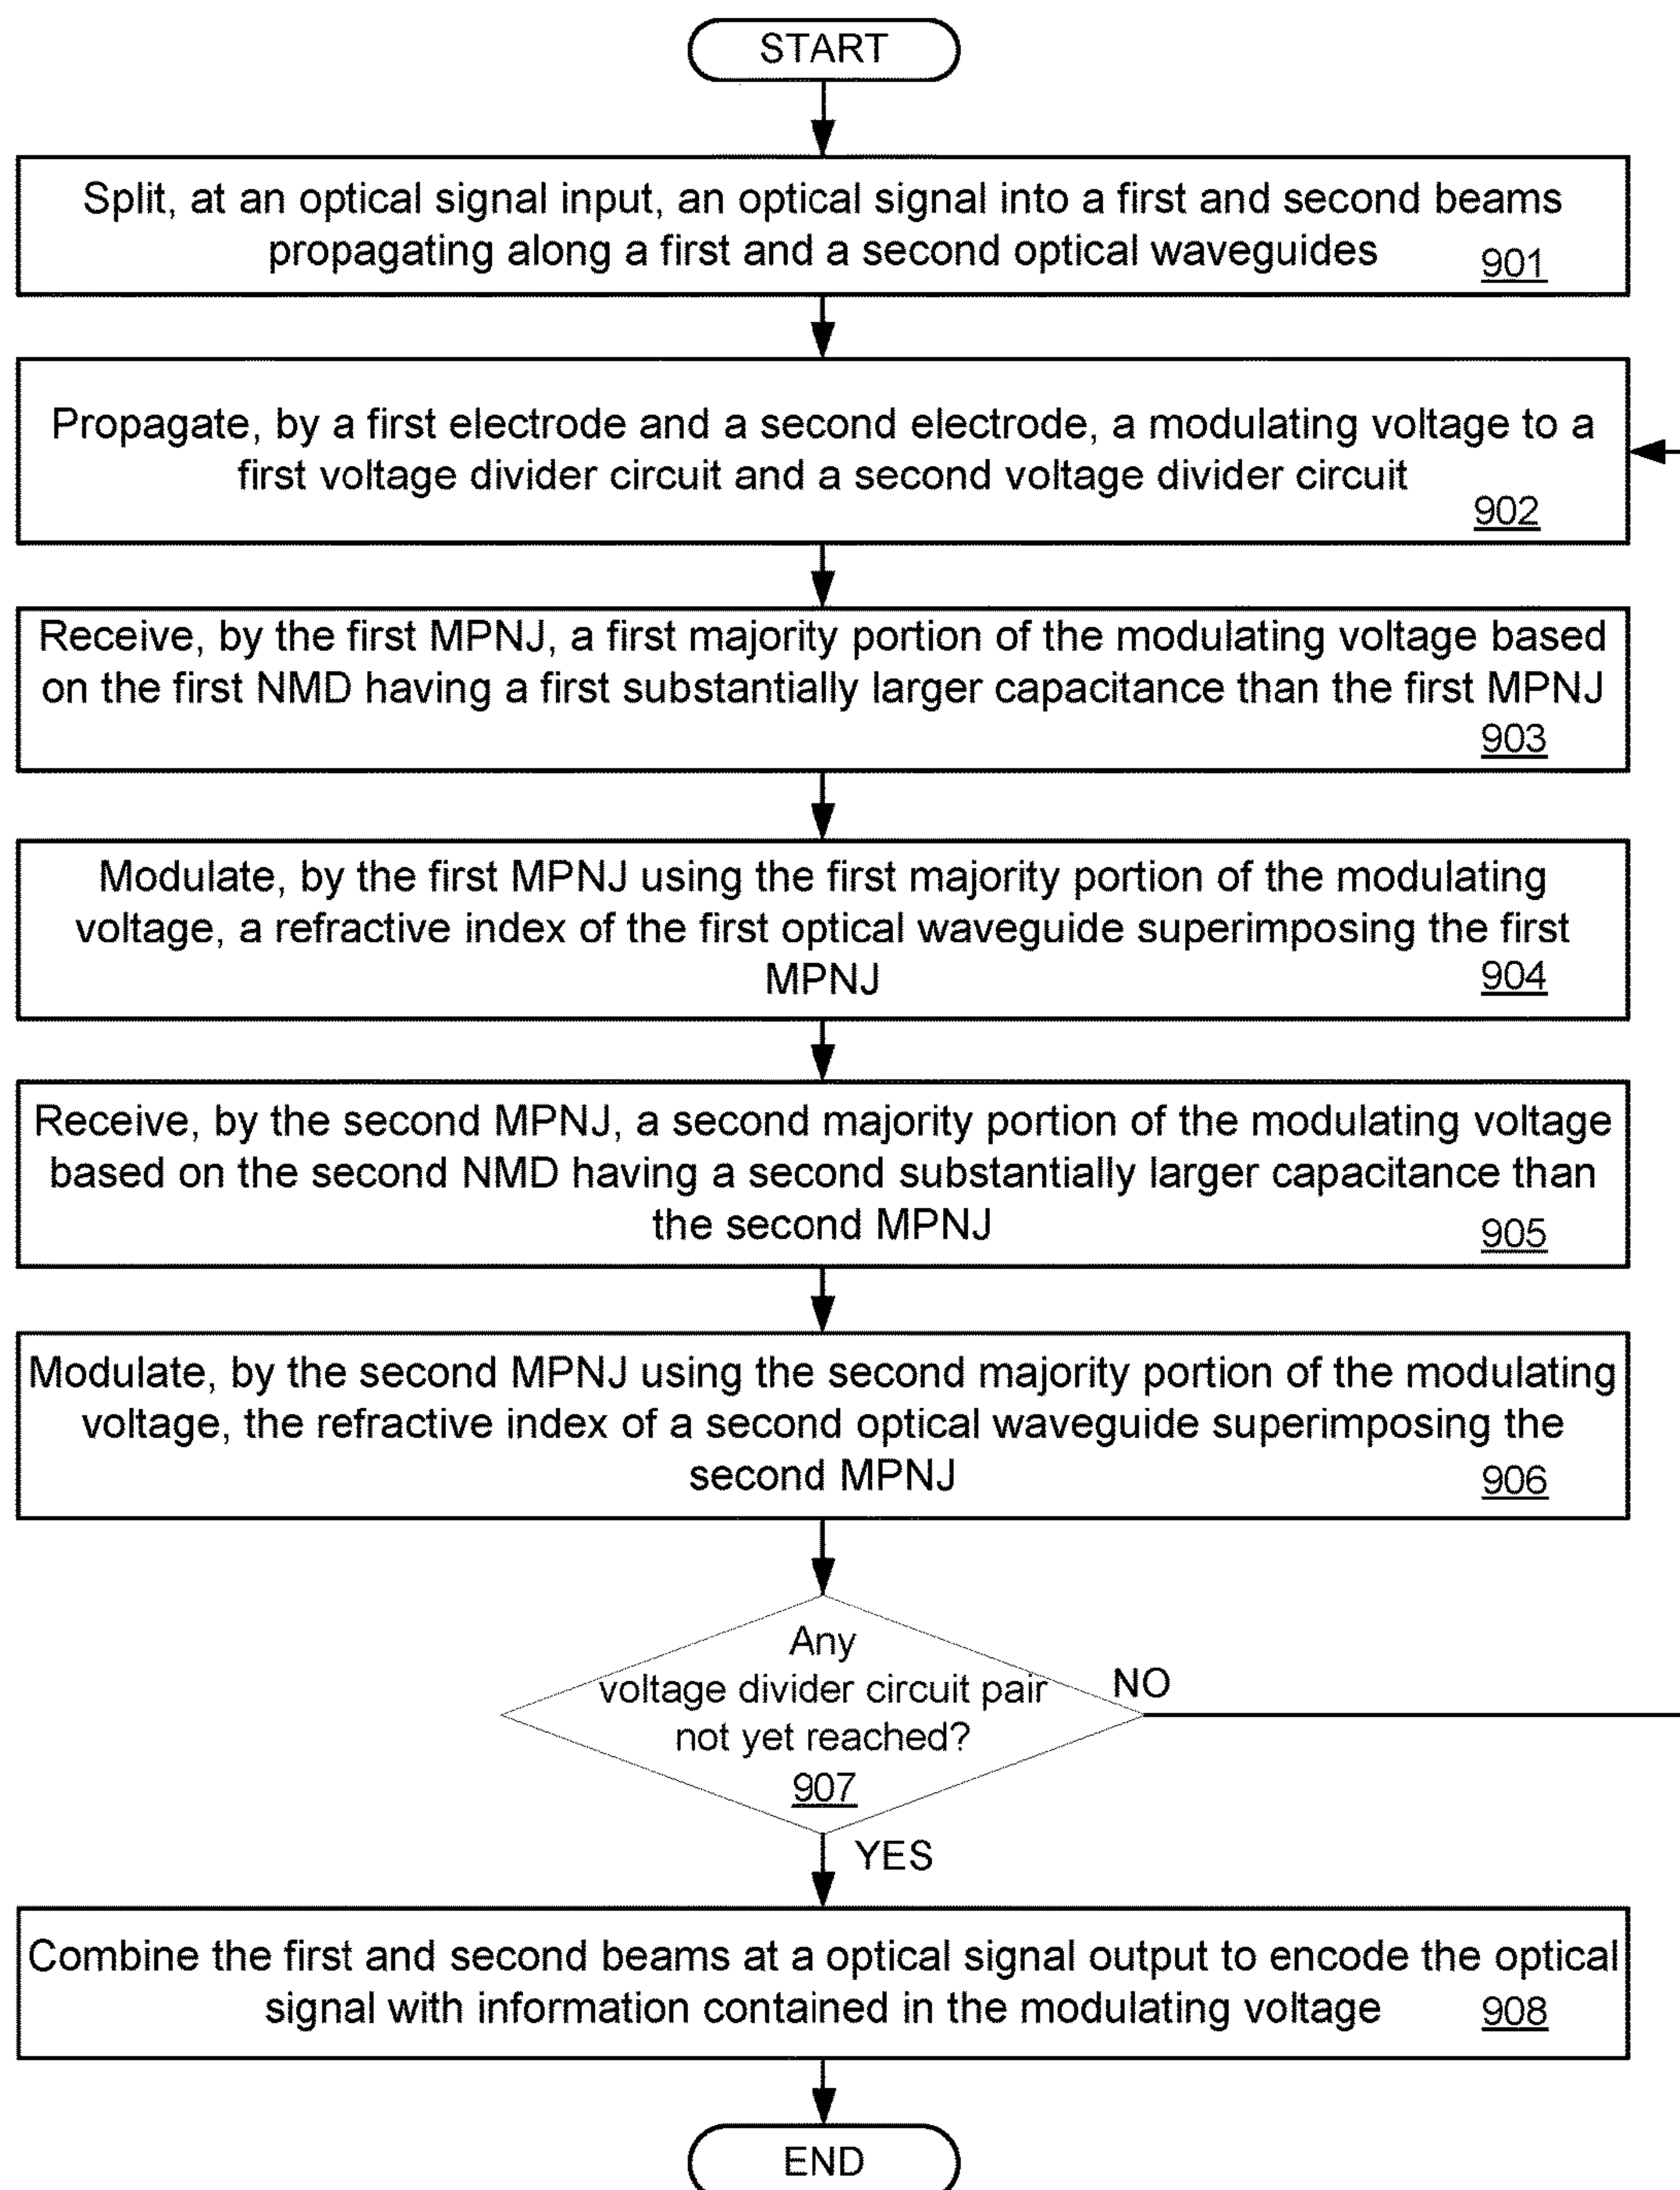 START
Split, at an optical signal input, an optical signal into a first and second beams
propagating along a first and a second optical waveguides
901
Propagate, by a first electrode and a second electrode, a modulating voltage to a
first voltage divider circuit and a second voltage divider circuit
902
Receive, by the first MPNJ, a first majority portion of the modulating voltage based
on the first NMD having a first substantially larger capacitance than the first MPNJ
903
Modulate, by the first MPNJ using the first majority portion of the modulating
voltage, a refractive index of the first optical waveguide superimposing the first
MPNJ
904
Receive, by the second MPNJ, a second majority portion of the modulating voltage
based on the second NMD having a second substantially larger capacitance than
the second MPNJ
905
Modulate, by the second MPNJ using the second majority portion of the modulating
voltage, the refractive index of a second optical waveguide superimposing the
second MPNJ
906
Any
voltage divider circuit pair
not yet reached?
907
NO
YES
Combine the first and second beams at a optical signal output to encode the optical
signal with information contained in the modulating voltage
908
END